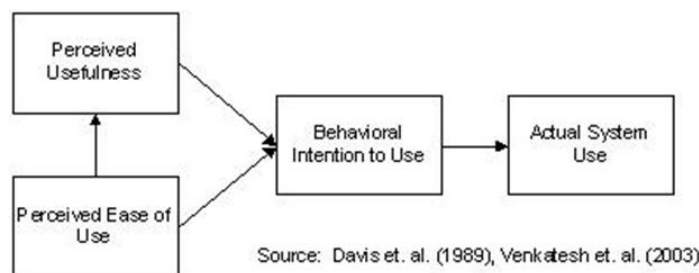 Perceived
Usefulness
Behavioral
Intention to Use
Actual System
Use
Perceived Ease of
Use
Source: Davis et. al. (1989), Venkatesh et. al. (2003)